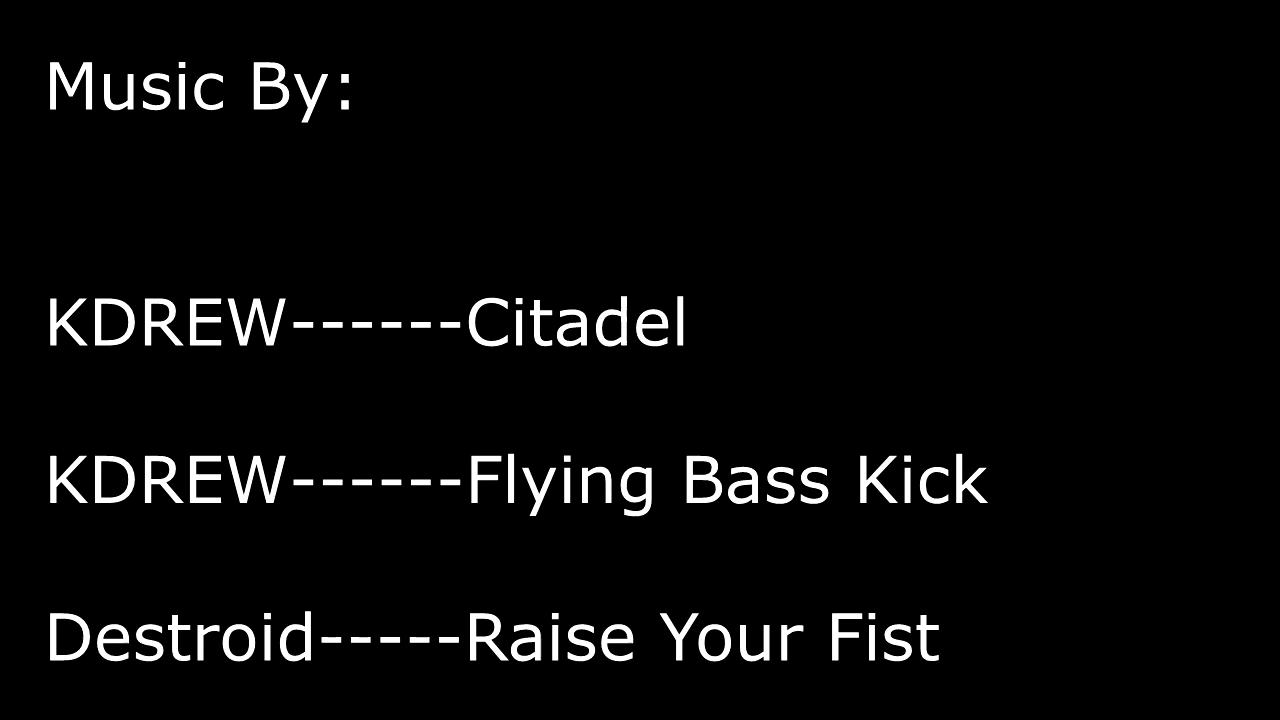 Music By:
KDREW------Citadel
KDREW------Flying Bass Kick
Destroid-----Raise Your Fist